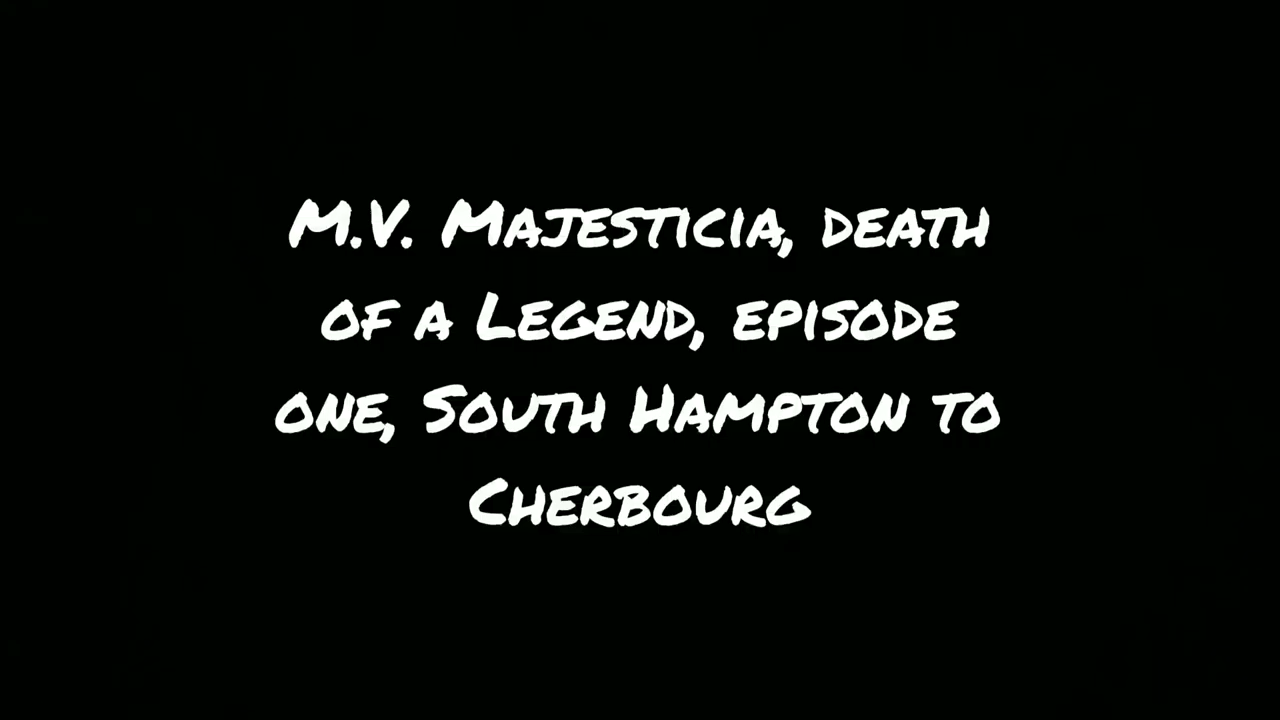 M.V. Majesticia, death
of a Legend, episode
one, South Hampton to
Cherbourg